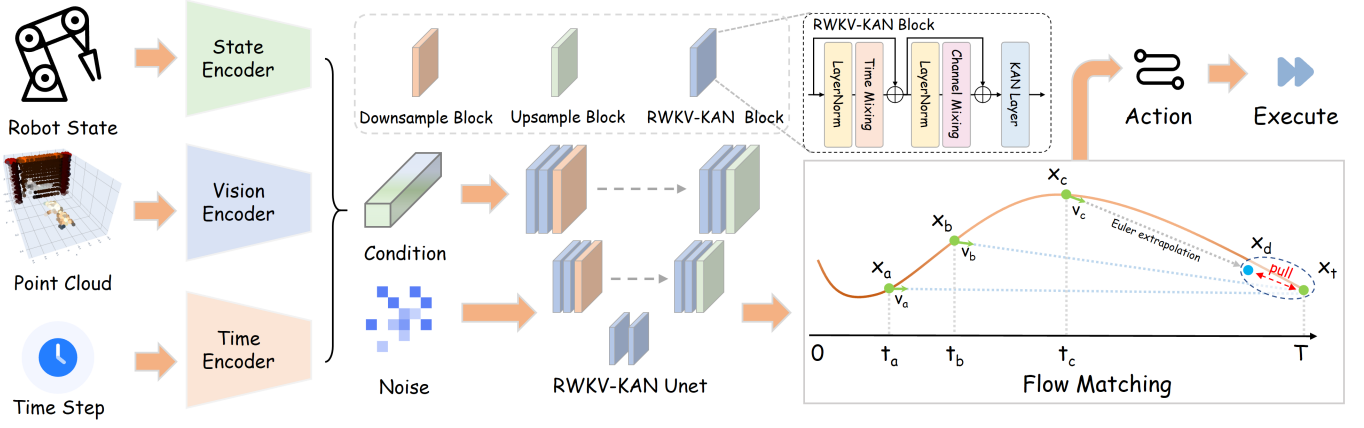 Robot State
State
Encoder
Point Cloud
Vision
Encoder
Time Step
Time
Encoder
Downsample Block
Upsample Block
RWKV-KAN Block
RWKV-KAN Block
LayerNorm
Time Mixing
LayerNorm
Channel Mixing
KAN Layer
Condition
Noise
RWKV-KAN Unet
Action
Execute
x_a
v_a
x_b
v_b
x_c
v_c
Euler extrapolation
x_d
pull
x_t
0
t_a
t_b
t_c
T
Flow Matching